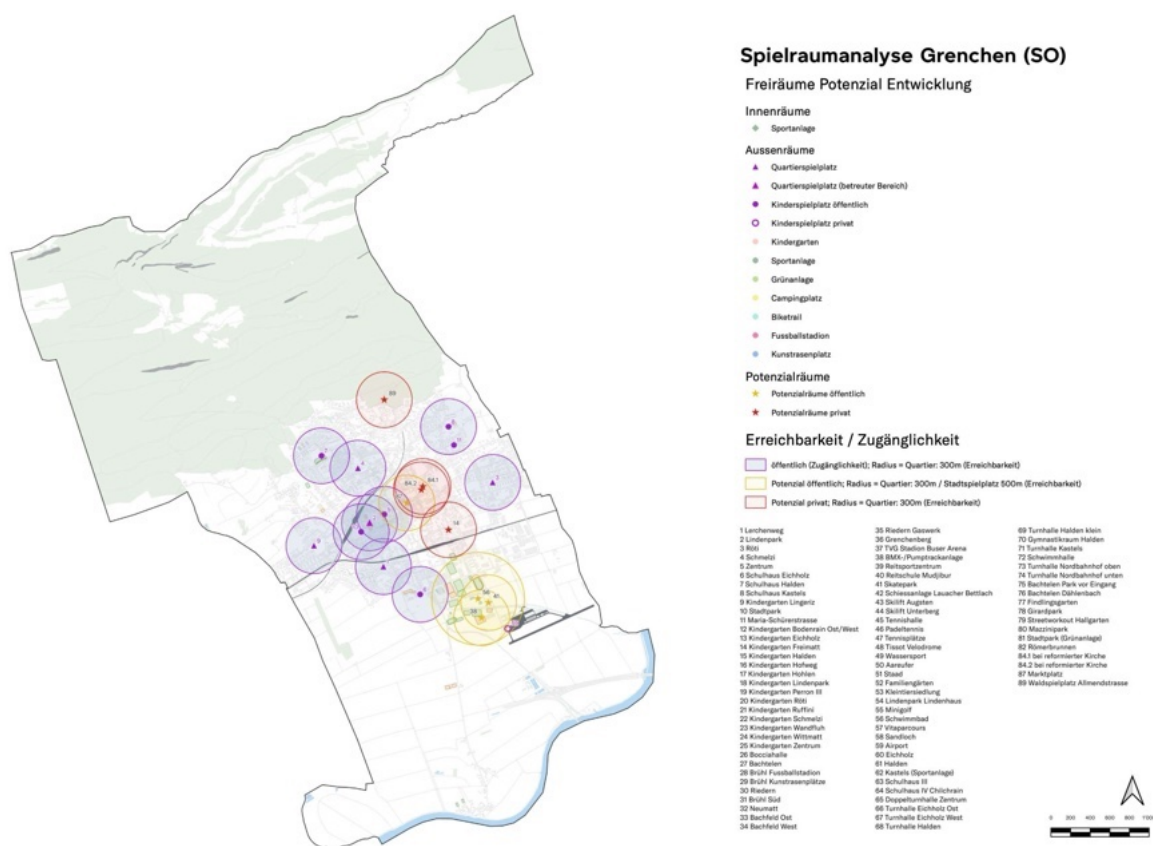 Spielraumanalyse Grenchen (SO)
Freiräume Potenzial Entwicklung
Innenräume
Sportanlage
Aussenräume
Quartierspielplatz
Quartierspielplatz (betreuter Bereich)
Kinderspielplatz öffentlich
Kinderspielplatz privat
Kindergarten
Sportanlage
Grünanlage
Campingplatz
Biketrail
Fussballstadion
Kunstrasenplatz
Potenzialräume
Potenzialräume öffentlich
Potenzialräume privat
Erreichbarkeit / Zugänglichkeit
öffentlich (Zugänglichkeit); Radius = Quartier: 300m (Erreichbarkeit)
Potenzial öffentlich; Radius = Quartier: 300m / Stadtspielplatz 500m (Erreichbarkeit)
Potenzial privat; Radius = Quartier: 300m (Erreichbarkeit)
1 Lerchenweg
2 Lindenpark
3 Röti
4 Schmelzi
5 Zentrum
6 Schulhaus Eichholz
7 Schulhaus Halden
8 Schulhaus Kastels
9 Kindergarten Lingeriz
10 Stadtpark
11 Maria-Schürerstrasse
12 Kindergarten Bodenrain Ost/West
13 Kindergarten Eichholz
14 Kindergarten Freimatt
15 Kindergarten Halden
16 Kindergarten Hofweg
17 Kindergarten Hohlen
18 Kindergarten Lindenpark
19 Kindergarten Perron III
20 Kindergarten Röti
21 Kindergarten Ruffini
22 Kindergarten Schmelzi
23 Kindergarten Wandfluh
24 Kindergarten Wittmatt
25 Kindergarten Zentrum
26 Bocciahalle
27 Bachtelen
28 Brühl Fussballstadion
29 Brühl Kunstrasenplätze
30 Riedern
31 Brühl Süd
32 Neumatt
33 Bachfeld Ost
34 Bachfeld West
35 Riedern Gaswerk
36 Grenchenberg
37 TVG Stadion Buser Arena
38 BMX-/Pumptrackanlage
39 Reitsportzentrum
40 Reitschule Mudjibur
41 Skatepark
42 Schiessanlage Lauacher Bettlach
43 Skilift Augsten
44 Skilift Unterberg
45 Tennishalle
46 Padeltennis
47 Tennisplätze
48 Tissot Velodrome
49 Wassersport
50 Aareufer
51 Staad
52 Familiengärten
53 Kleintiersiedlung
54 Lindenpark Lindenhaus
55 Minigolf
56 Schwimmbad
57 Vitaparcours
58 Sandloch
59 Airport
60 Eichholz
61 Halden
62 Kastels (Sportanlage)
63 Schulhaus III
64 Schulhaus IV Chilchrain
65 Doppelturnhalle Zentrum
66 Turnhalle Eichholz Ost
67 Turnhalle Eichholz West
68 Turnhalle Halden
69 Turnhalle Halden klein
70 Gymnastikraum Halden
71 Turnhalle Kastels
72 Schwimmhalle
73 Turnhalle Nordbahnhof oben
74 Turnhalle Nordbahnhof unten
75 Bachtelen Park vor Eingang
76 Bachtelen Dählenbach
77 Findlingsgarten
78 Girardpark
79 Streetworkout Hallgarten
80 Mazzinipark
81 Stadtpark (Grünanlage)
82 Römerbrunnen
84.1 bei reformierter Kirche
84.2 bei reformierter Kirche
87 Marktplatz
89 Waldspielplatz Allmendstrasse
89
84.2
84.1
14
41
0 200 400 600 800